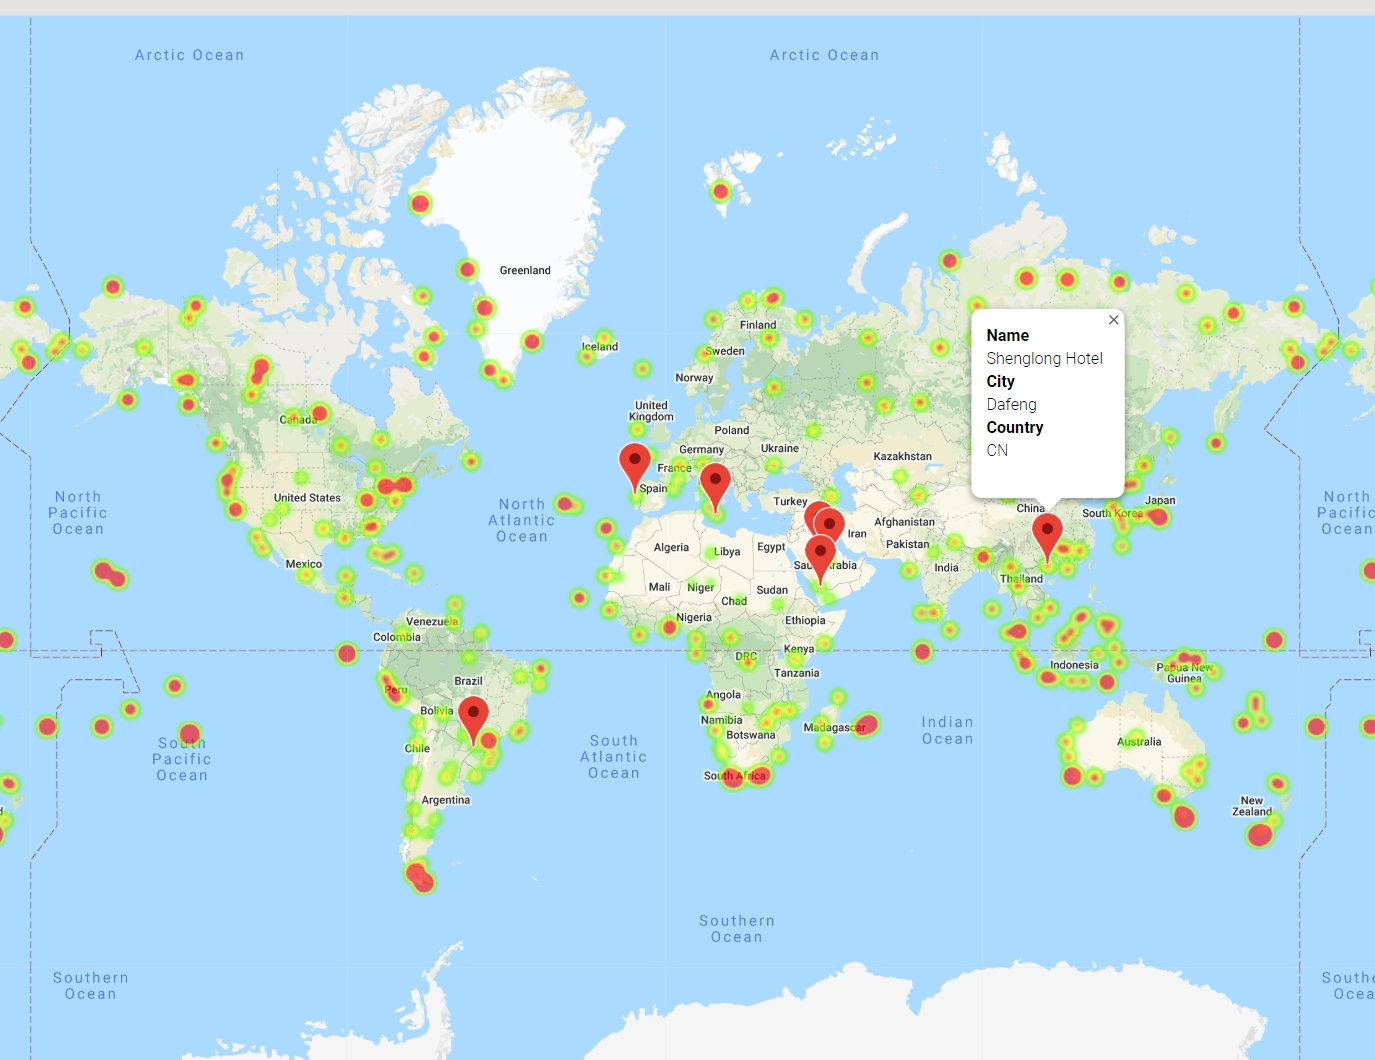 Arctic Ocean
Arctic Ocean
Greenland
Iceland
Finland
Sweden
Norway
United
Kingdom
Poland
Germany
Ukraine
France
Kazakhstan
Spain
Canada
United States
Turkey
Name
Shenglong Hotel
City
Dafeng
Country
CN
China
Japan
South Korea
North
Pacific
Ocean
North
Atlantic
Ocean
North
Pacific
Ocean
Afghanistan
Iran
Pakistan
Algeria
Libya
Egypt
Saudi Arabia
India
Thailand
Mexico
Mali
Niger
Chad
Sudan
Nigeria
Ethiopia
Venezuela
Colombia
DRC
Kenya
Tanzania
Indonesia
Papua New
Guinea
Brazil
Peru
Bolivia
Angola
Namibia
Botswana
Madagascar
Indian
Ocean
Australia
South
Pacific
Ocean
Chile
South
Atlantic
Ocean
South Africa
Argentina
New
Zealand
Southern
Ocean
Southern
Ocean
Southe
Ocea